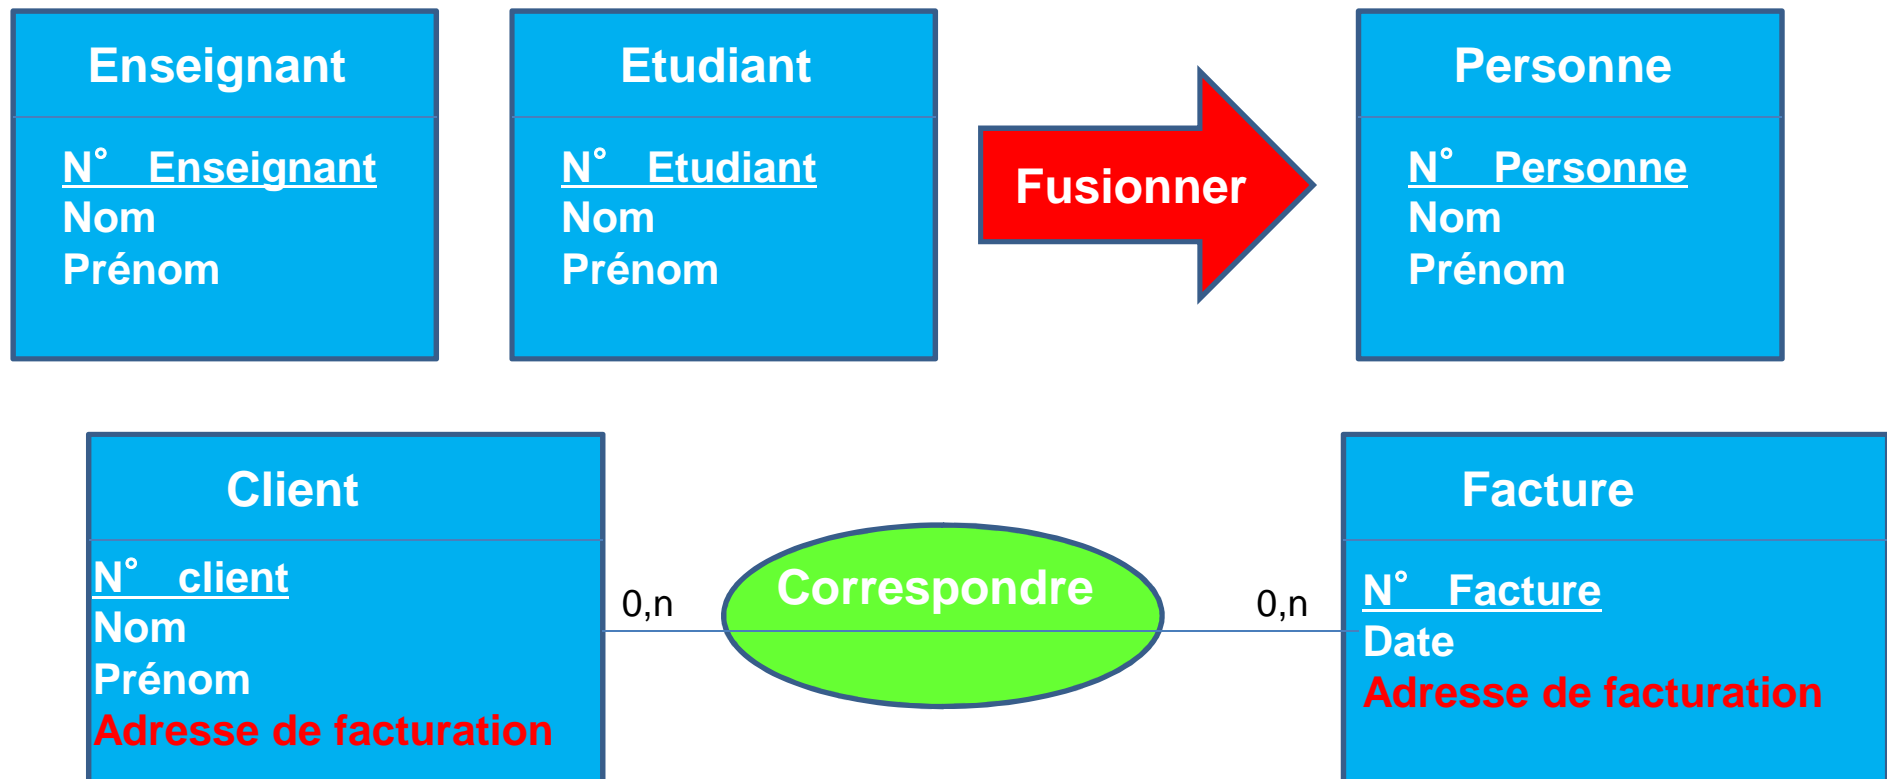 Enseignant
N° Enseignant
Nom
Prénom
Etudiant
N° Etudiant
Nom
Prénom
Fusionner
Personne
N° Personne
Nom
Prénom
Client
N° client
Nom
Prénom
Adresse de facturation
0,n
Correspondre
0,n
Facture
N° Facture
Date
Adresse de facturation